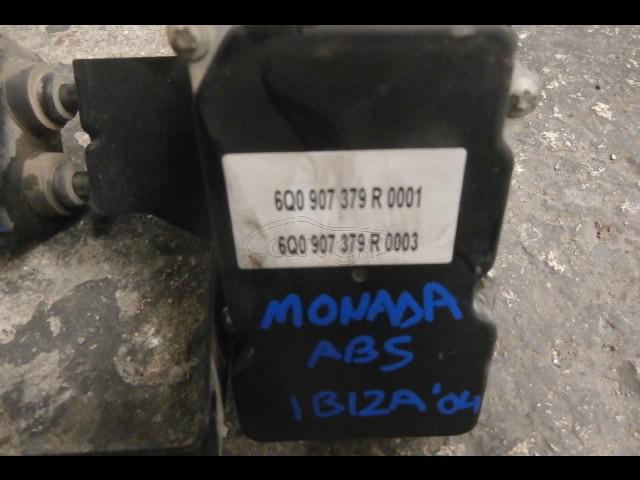 6Q0 907 379 R 0001
6Q0 907 379 R 0003
MONADA
ABS
IBIZA '04